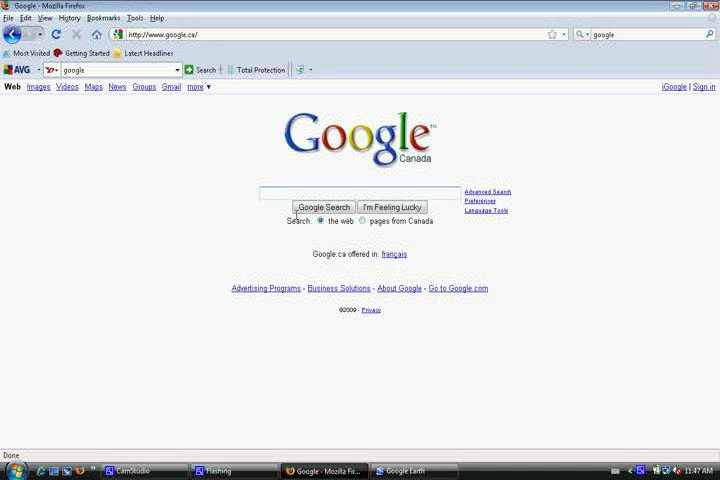 Google - Mozilla Firefox
File Edit View History Bookmarks Tools Help
http://www.google.ca/ google
Most Visited Getting Started Latest Headlines
AVG Y! google Search Total Protection
Web Images Videos Maps News Groups Gmail more ▼ iGoogle | Sign in
Google™
Canada
Advanced Search
Preferences
Language Tools
Google Search I'm Feeling Lucky
Search: the web pages from Canada
Google.ca offered in: français
Advertising Programs - Business Solutions - About Google - Go to Google.com
©2009 - Privacy
Done
CamStudio Flashing Google - Mozilla Fir... Google Earth 11:47 AM